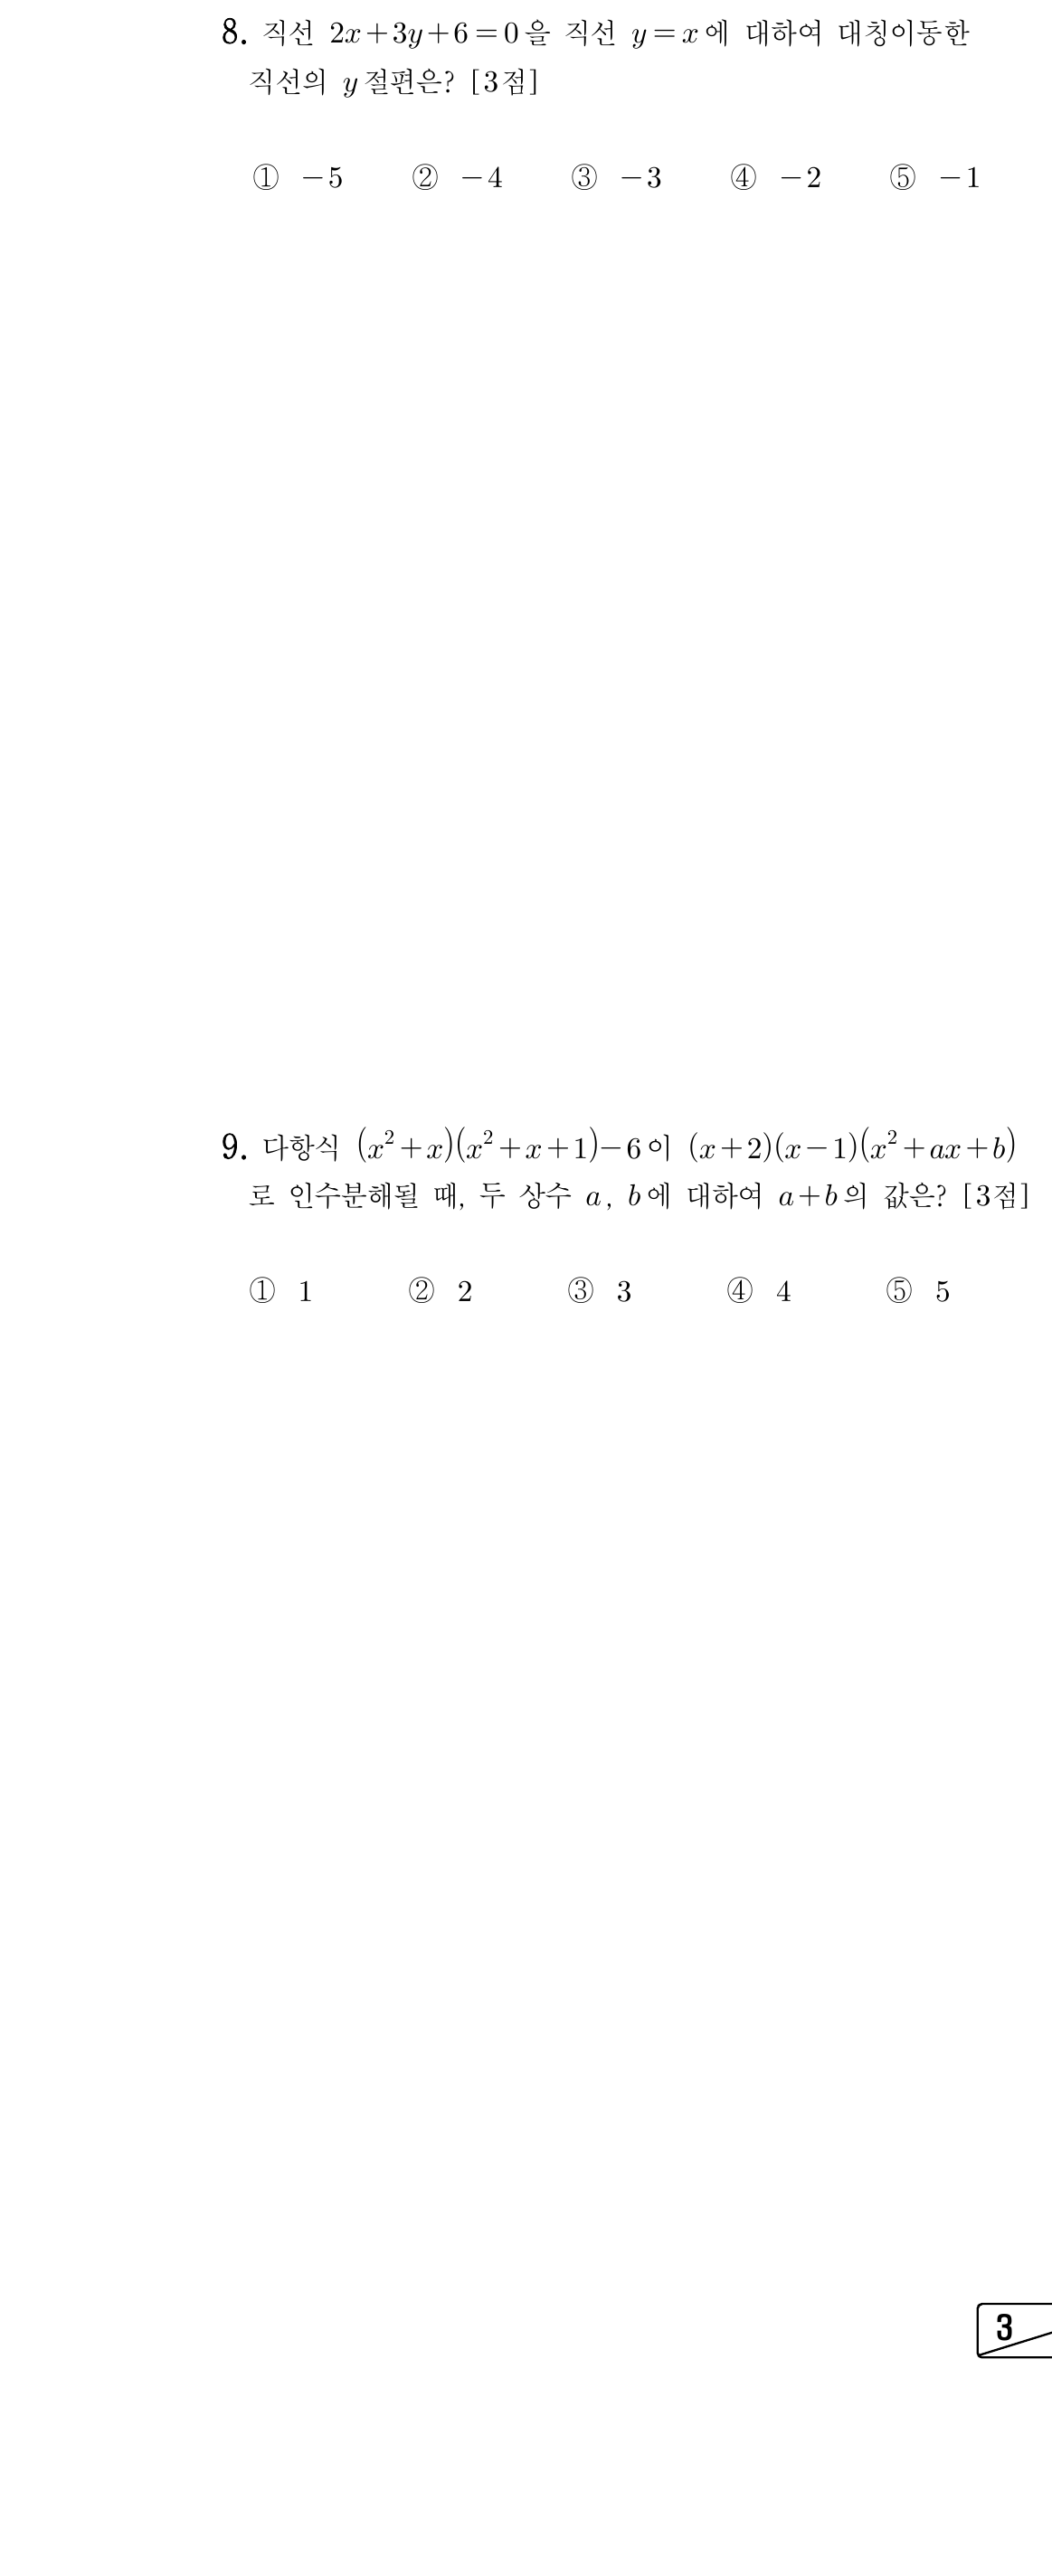 8. 직선 2x+3y+6=0을 직선 y=x에 대하여 대칭이동한
직선의 y절편은? [3점]
① -5 ② -4 ③ -3 ④ -2 ⑤ -1
9. 다항식 (x²+x)(x²+x+1)-6이 (x+2)(x-1)(x²+ax+b)
로 인수분해될 때, 두 상수 a, b에 대하여 a+b의 값은? [3점]
① 1 ② 2 ③ 3 ④ 4 ⑤ 5
3